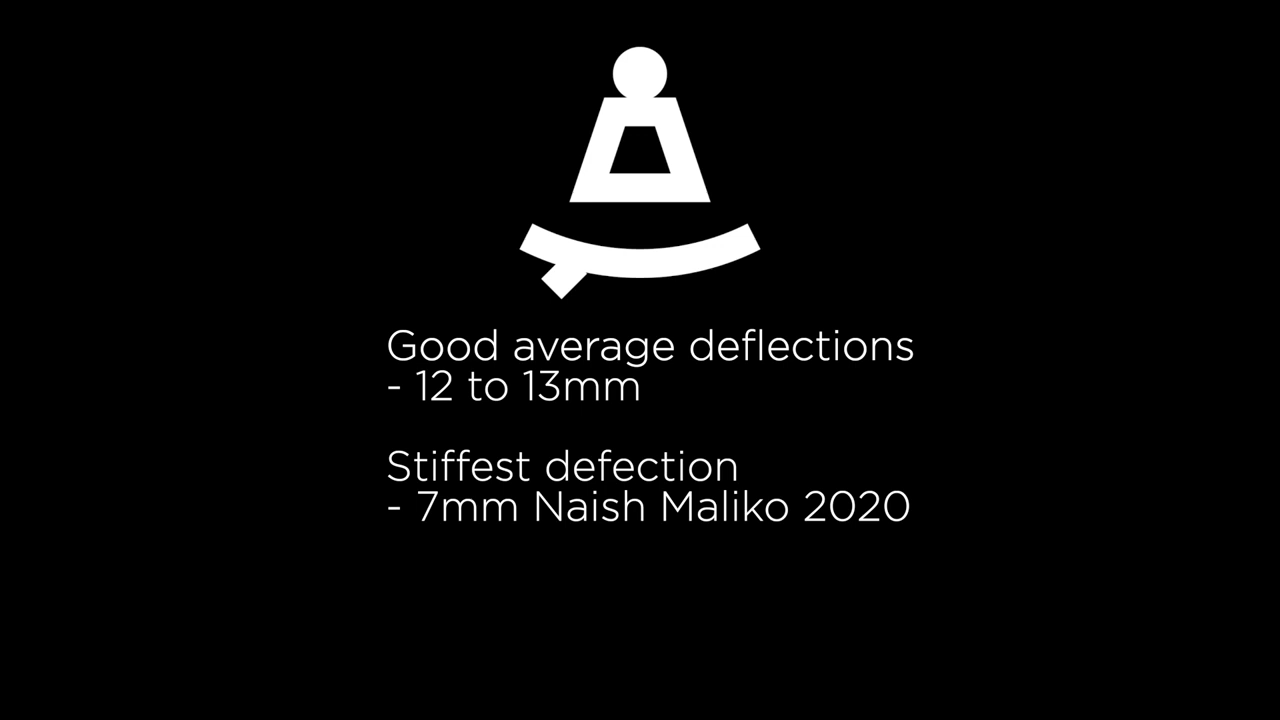 Good average deflections
- 12 to 13mm
Stiffest defection
- 7mm Naish Maliko 2020